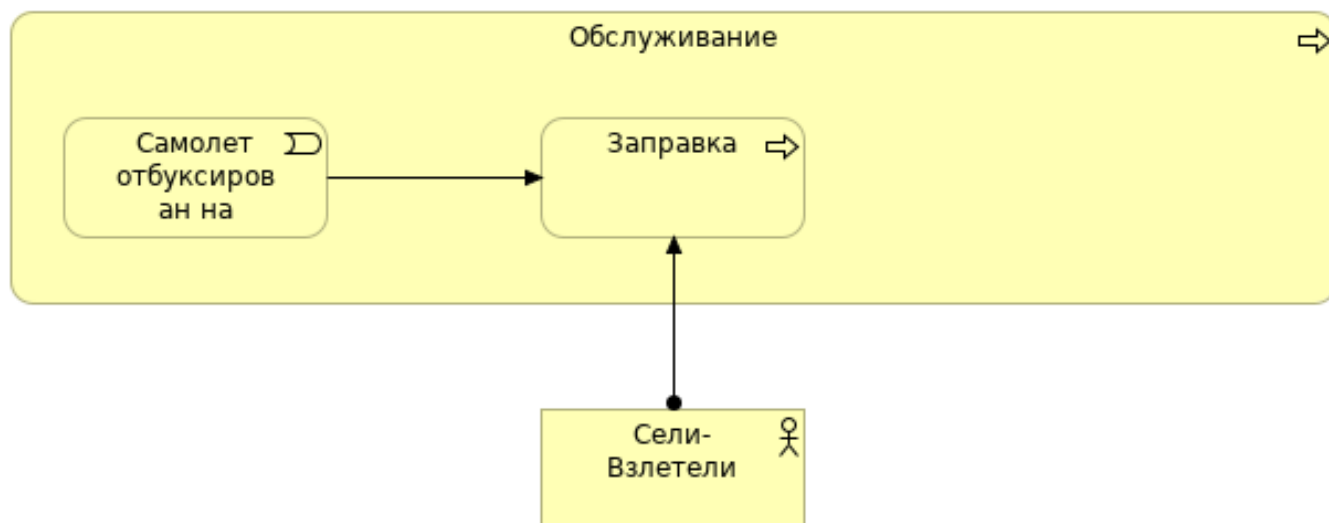 Обслуживание
Самолет
отбуксиров
ан на
Заправка
Сели-
Взлетели